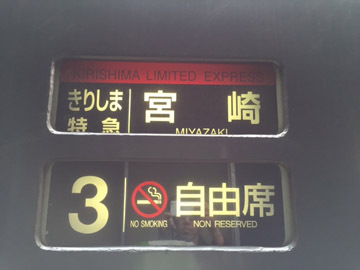 KIRISHIMA LIMITED EXPRESS
きりしま 宮崎
特急 MIYAZAKI
3 自由席
NO SMOKING NON RESERVED